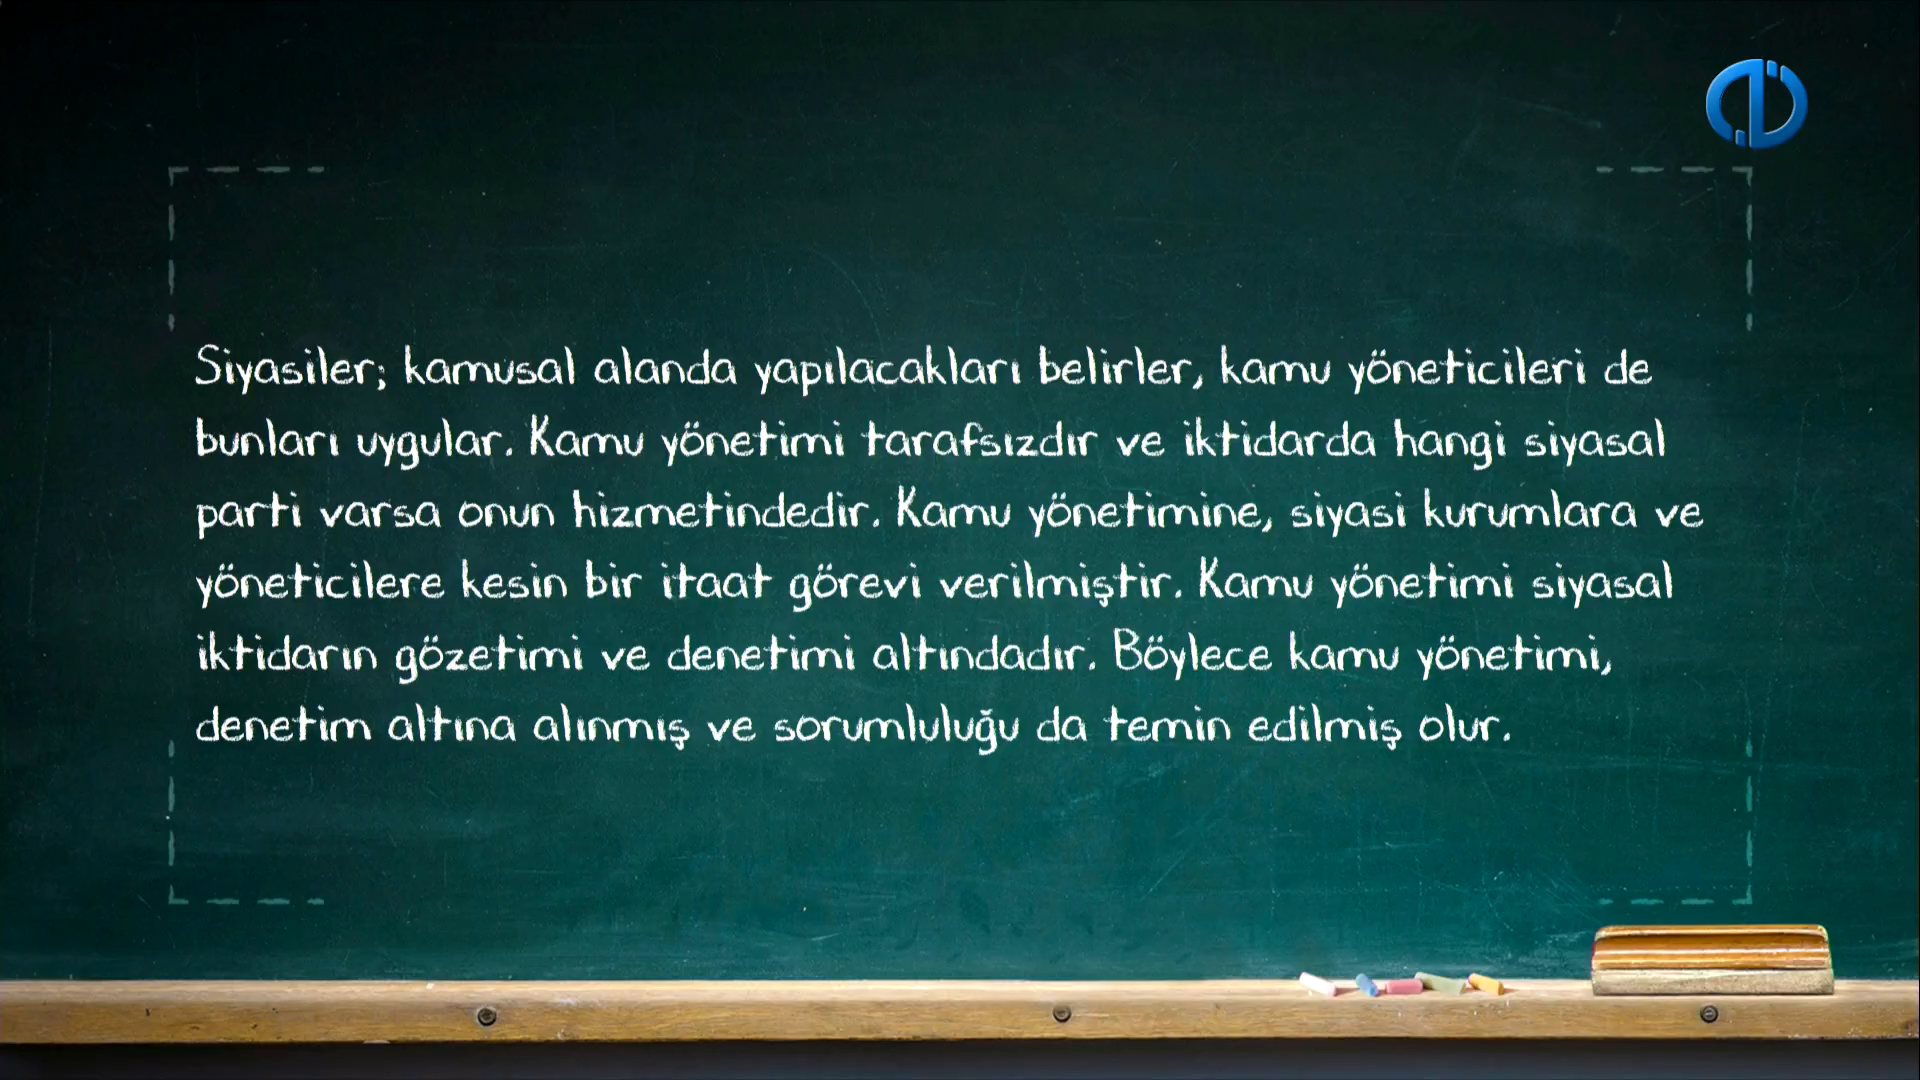 Siyasiler; kamusal alanda yapılacakları belirler, kamu yöneticileri de
bunları uygular. Kamu yönetimi tarafsızdır ve iktidarda hangi siyasal
parti varsa onun hizmetindedir. Kamu yönetimine, siyasi kurumlara ve
yöneticilere kesin bir itaat görevi verilmiştir. Kamu yönetimi siyasal
iktidarın gözetimi ve denetimi altındadır. Böylece kamu yönetimi,
denetim altına alınmış ve sorumluluğu da temin edilmiş olur.